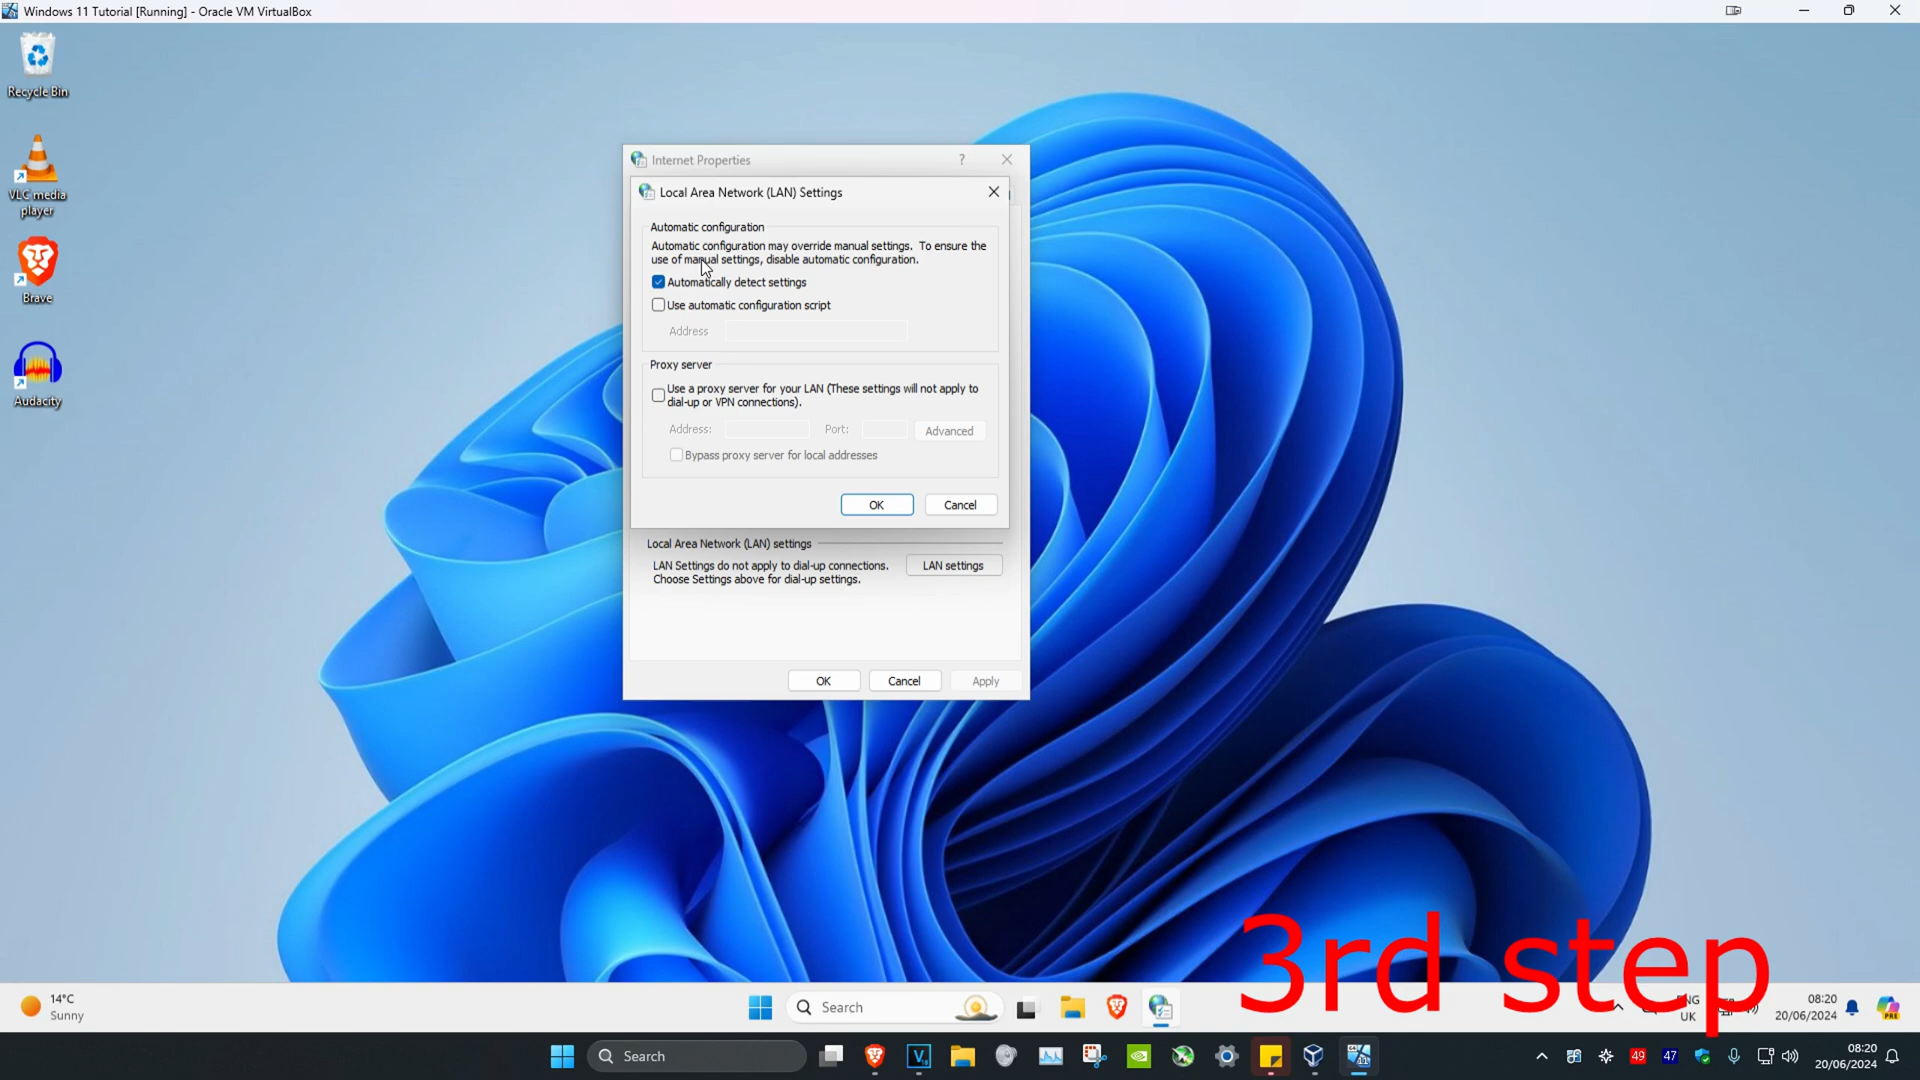 Windows 11 Tutorial [Running] - Oracle VM VirtualBox
Recycle Bin
VLC media
player
Brave
Audacity
Internet Properties
?
Local Area Network (LAN) Settings
Automatic configuration
Automatic configuration may override manual settings. To ensure the
use of manual settings, disable automatic configuration.
Automatically detect settings
Use automatic configuration script
Address
Proxy server
Use a proxy server for your LAN (These settings will not apply to
dial-up or VPN connections).
Address:
Port:
Advanced
Bypass proxy server for local addresses
OK
Cancel
Local Area Network (LAN) settings
LAN Settings do not apply to dial-up connections.
Choose Settings above for dial-up settings.
LAN settings
OK
Cancel
Apply
3rd step
14°C
Sunny
Search
ENG
UK
08:20
20/06/2024
PRE
Search
49
47
08:20
20/06/2024